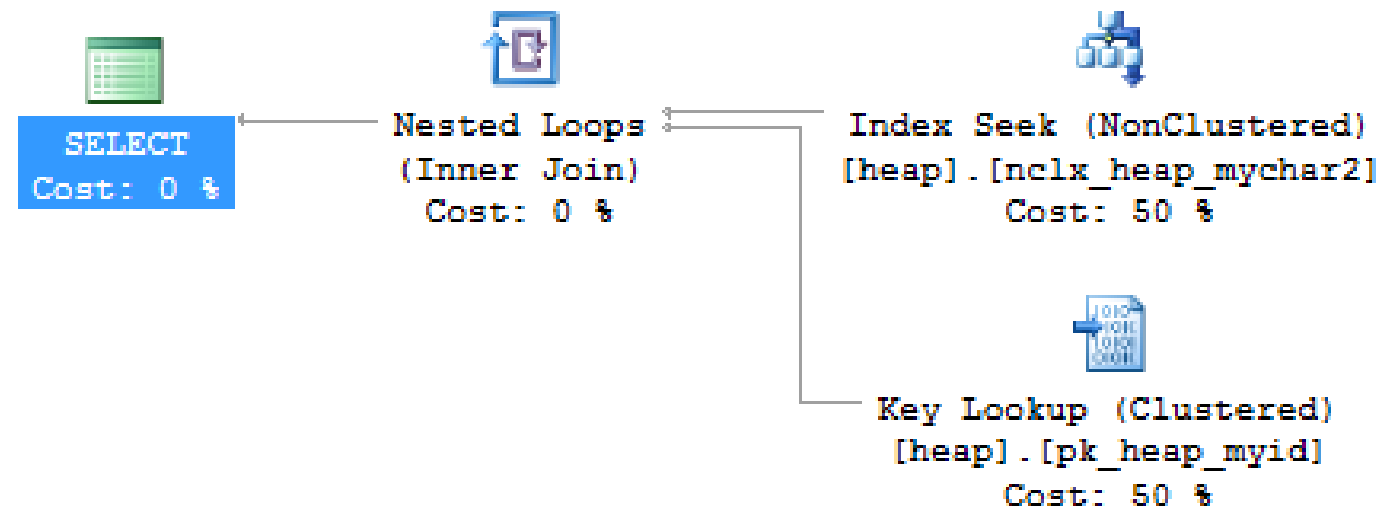 SELECT
Cost: 0 %
Nested Loops
(Inner Join)
Cost: 0 %
Index Seek (NonClustered)
[heap].[nclx_heap_mychar2]
Cost: 50 %
Key Lookup (Clustered)
[heap].[pk_heap_myid]
Cost: 50 %